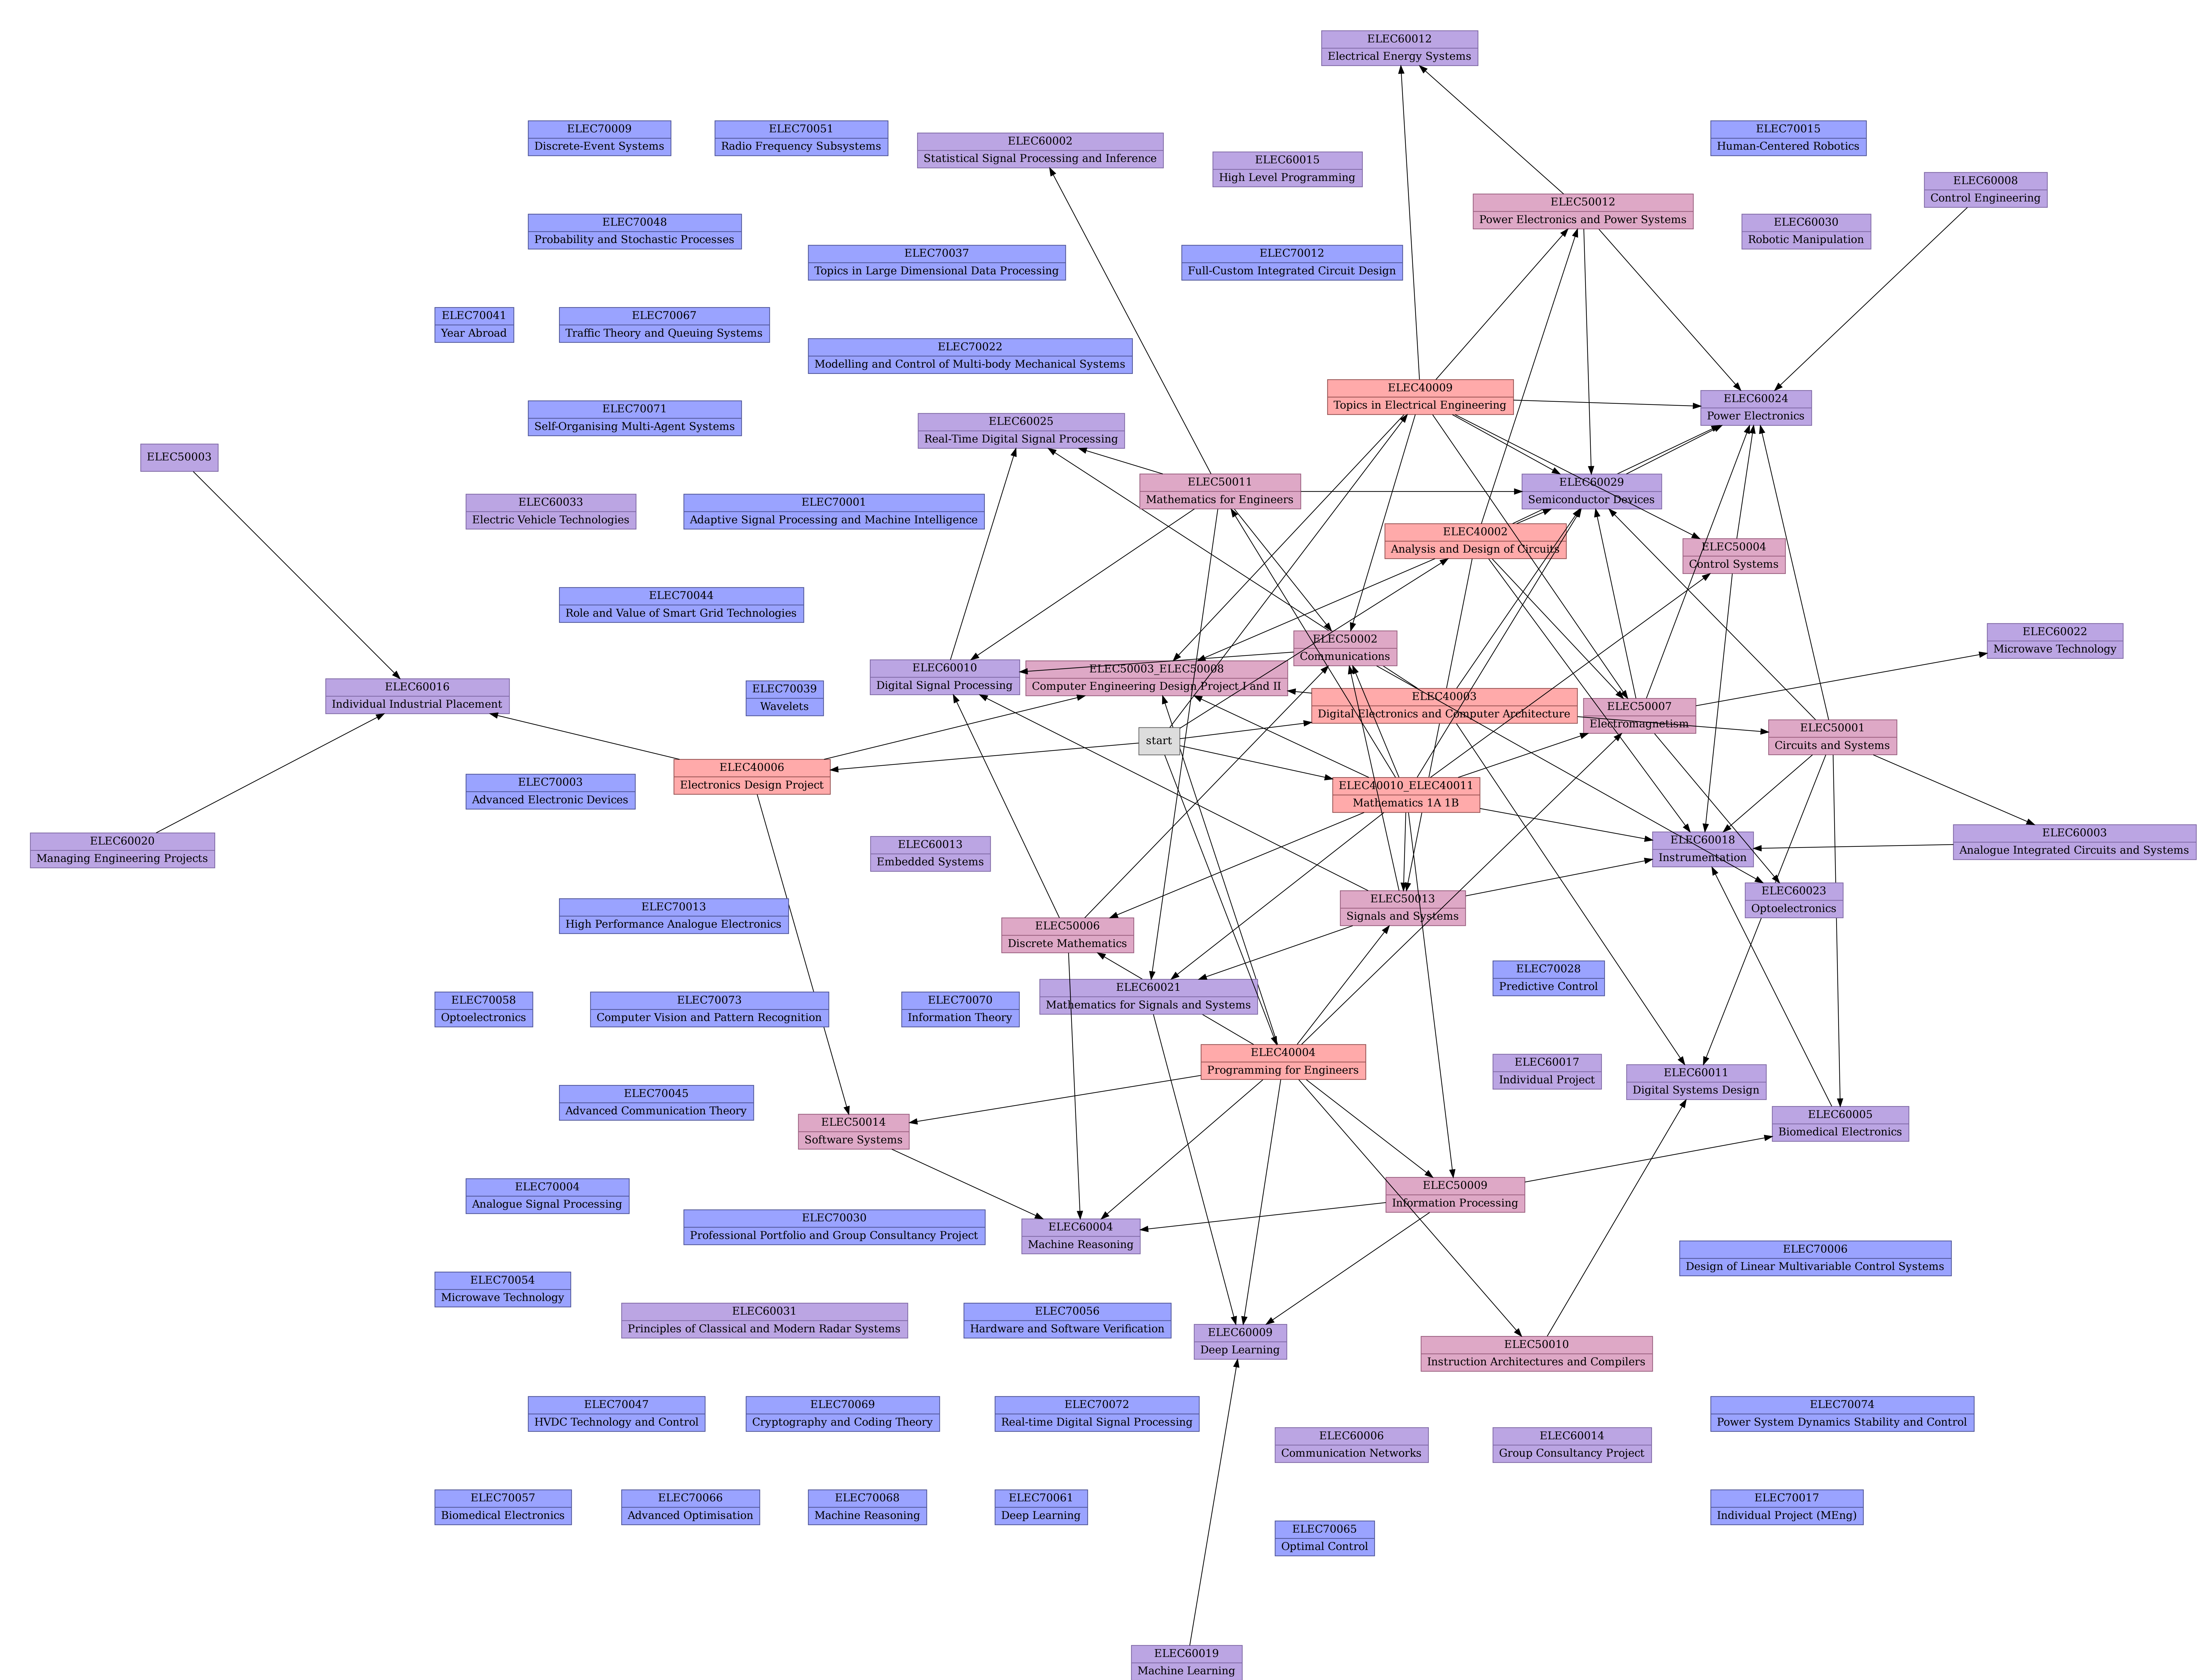 ELEC60012
Electrical Energy Systems
ELEC70009
Discrete-Event Systems
ELEC70051
Radio Frequency Subsystems
ELEC60002
Statistical Signal Processing and Inference
ELEC60015
High Level Programming
ELEC70015
Human-Centered Robotics
ELEC60008
Control Engineering
ELEC50012
Power Electronics and Power Systems
ELEC70048
Probability and Stochastic Processes
ELEC60030
Robotic Manipulation
ELEC70037
Topics in Large Dimensional Data Processing
ELEC70012
Full-Custom Integrated Circuit Design
ELEC70041
Year Abroad
ELEC70067
Traffic Theory and Queuing Systems
ELEC70022
Modelling and Control of Multi-body Mechanical Systems
ELEC40009
Topics in Electrical Engineering
ELEC60024
Power Electronics
ELEC70071
Self-Organising Multi-Agent Systems
ELEC60025
Real-Time Digital Signal Processing
ELEC50003
ELEC50011
Mathematics for Engineers
ELEC60029
Semiconductor Devices
ELEC60033
Electric Vehicle Technologies
ELEC70001
Adaptive Signal Processing and Machine Intelligence
ELEC40002
Analysis and Design of Circuits
ELEC50004
Control Systems
ELEC70044
Role and Value of Smart Grid Technologies
ELEC50002
Communications
ELEC60022
Microwave Technology
ELEC60010
Digital Signal Processing
ELEC50003_ELEC50008
Computer Engineering Design Project I and II
ELEC60016
Individual Industrial Placement
ELEC70039
Wavelets
ELEC40003
Digital Electronics and Computer Architecture
ELEC50007
Electromagnetism
ELEC50001
Circuits and Systems
start
ELEC40006
Electronics Design Project
ELEC70003
Advanced Electronic Devices
ELEC40010_ELEC40011
Mathematics 1A 1B
ELEC60020
Managing Engineering Projects
ELEC60013
Embedded Systems
ELEC60018
Instrumentation
ELEC60003
Analogue Integrated Circuits and Systems
ELEC60023
Optoelectronics
ELEC50013
Signals and Systems
ELEC70013
High Performance Analogue Electronics
ELEC50006
Discrete Mathematics
ELEC70028
Predictive Control
ELEC60021
Mathematics for Signals and Systems
ELEC70058
Optoelectronics
ELEC70073
Computer Vision and Pattern Recognition
ELEC70070
Information Theory
ELEC40004
Programming for Engineers
ELEC60017
Individual Project
ELEC60011
Digital Systems Design
ELEC70045
Advanced Communication Theory
ELEC50014
Software Systems
ELEC60005
Biomedical Electronics
ELEC70004
Analogue Signal Processing
ELEC50009
Information Processing
ELEC70030
Professional Portfolio and Group Consultancy Project
ELEC60004
Machine Reasoning
ELEC70006
Design of Linear Multivariable Control Systems
ELEC70054
Microwave Technology
ELEC60031
Principles of Classical and Modern Radar Systems
ELEC70056
Hardware and Software Verification
ELEC60009
Deep Learning
ELEC50010
Instruction Architectures and Compilers
ELEC70047
HVDC Technology and Control
ELEC70069
Cryptography and Coding Theory
ELEC70072
Real-time Digital Signal Processing
ELEC70074
Power System Dynamics Stability and Control
ELEC60006
Communication Networks
ELEC60014
Group Consultancy Project
ELEC70057
Biomedical Electronics
ELEC70066
Advanced Optimisation
ELEC70068
Machine Reasoning
ELEC70061
Deep Learning
ELEC70017
Individual Project (MEng)
ELEC70065
Optimal Control
ELEC60019
Machine Learning